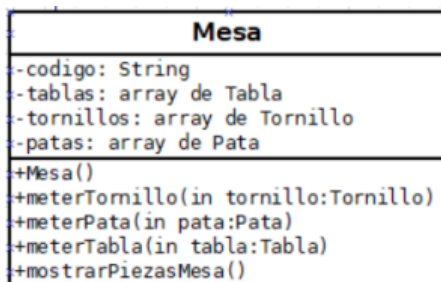 Mesa
-codigo: String
-tablas: array de Tabla
-tornillos: array de Tornillo
-patas: array de Pata
+Mesa()
+meterTornillo(in tornillo:Tornillo)
+meterPata(in pata:Pata)
+meterTabla(in tabla:Tabla)
+mostrarPiezasMesa()